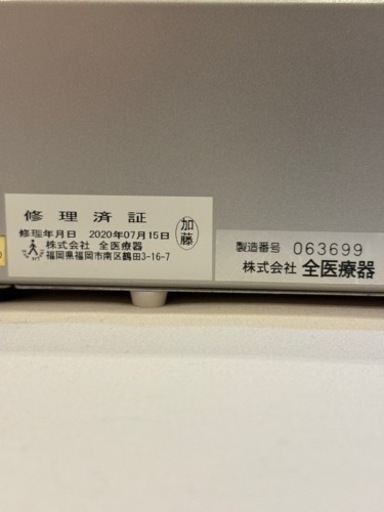 修理済証
加藤
修理年月日 2020年07月15日
株式会社 全医療器
福岡県福岡市南区鶴田3-16-7
製造番号 063699
株式会社 全医療器